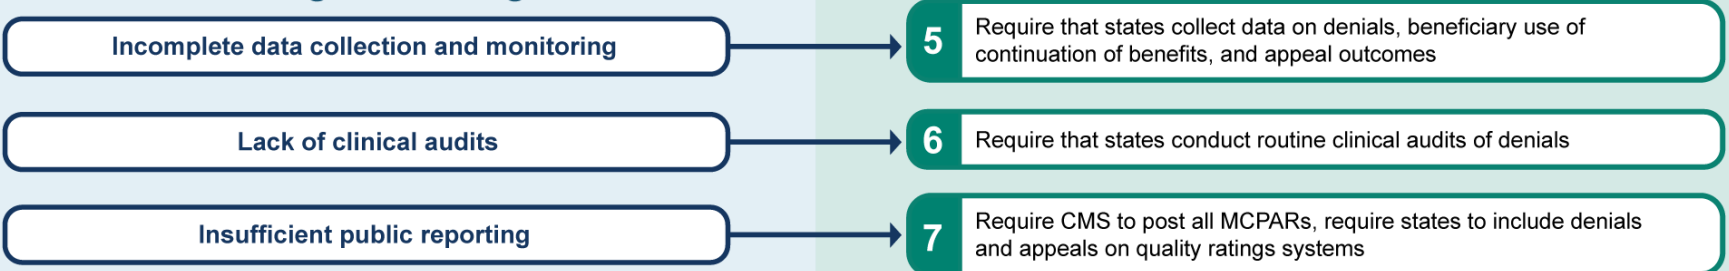 Incomplete data collection and monitoring
5
Require that states collect data on denials, beneficiary use of
continuation of benefits, and appeal outcomes
Lack of clinical audits
6
Require that states conduct routine clinical audits of denials
Insufficient public reporting
7
Require CMS to post all MCPARs, require states to include denials
and appeals on quality ratings systems